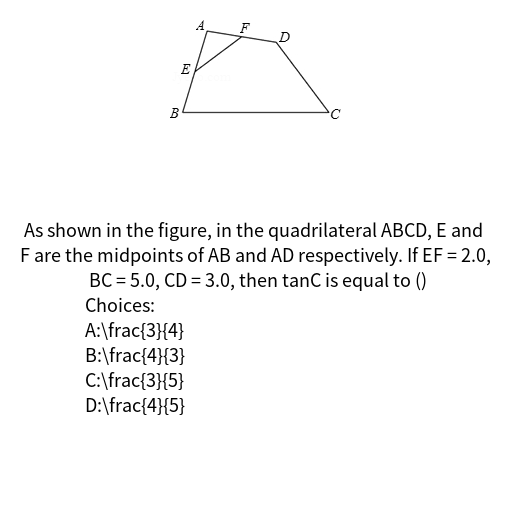 A
F
D
E
B
C
As shown in the figure, in the quadrilateral ABCD, E and
F are the midpoints of AB and AD respectively. If EF = 2.0,
BC = 5.0, CD = 3.0, then tanC is equal to ()
Choices:
A:\frac{3}{4}
B:\frac{4}{3}
C:\frac{3}{5}
D:\frac{4}{5}